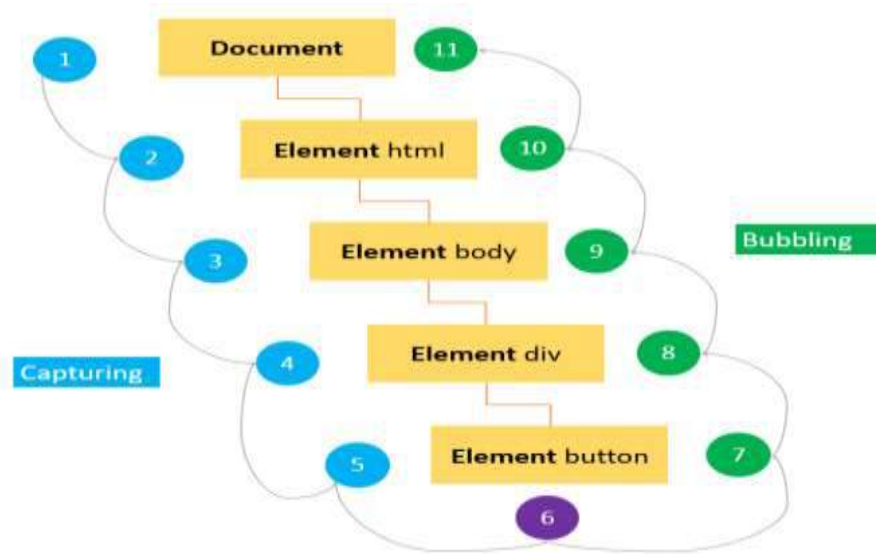 1
Document
11
2
Element html
10
3
Element body
9
Bubbling
4
Element div
8
Capturing
5
Element button
7
6